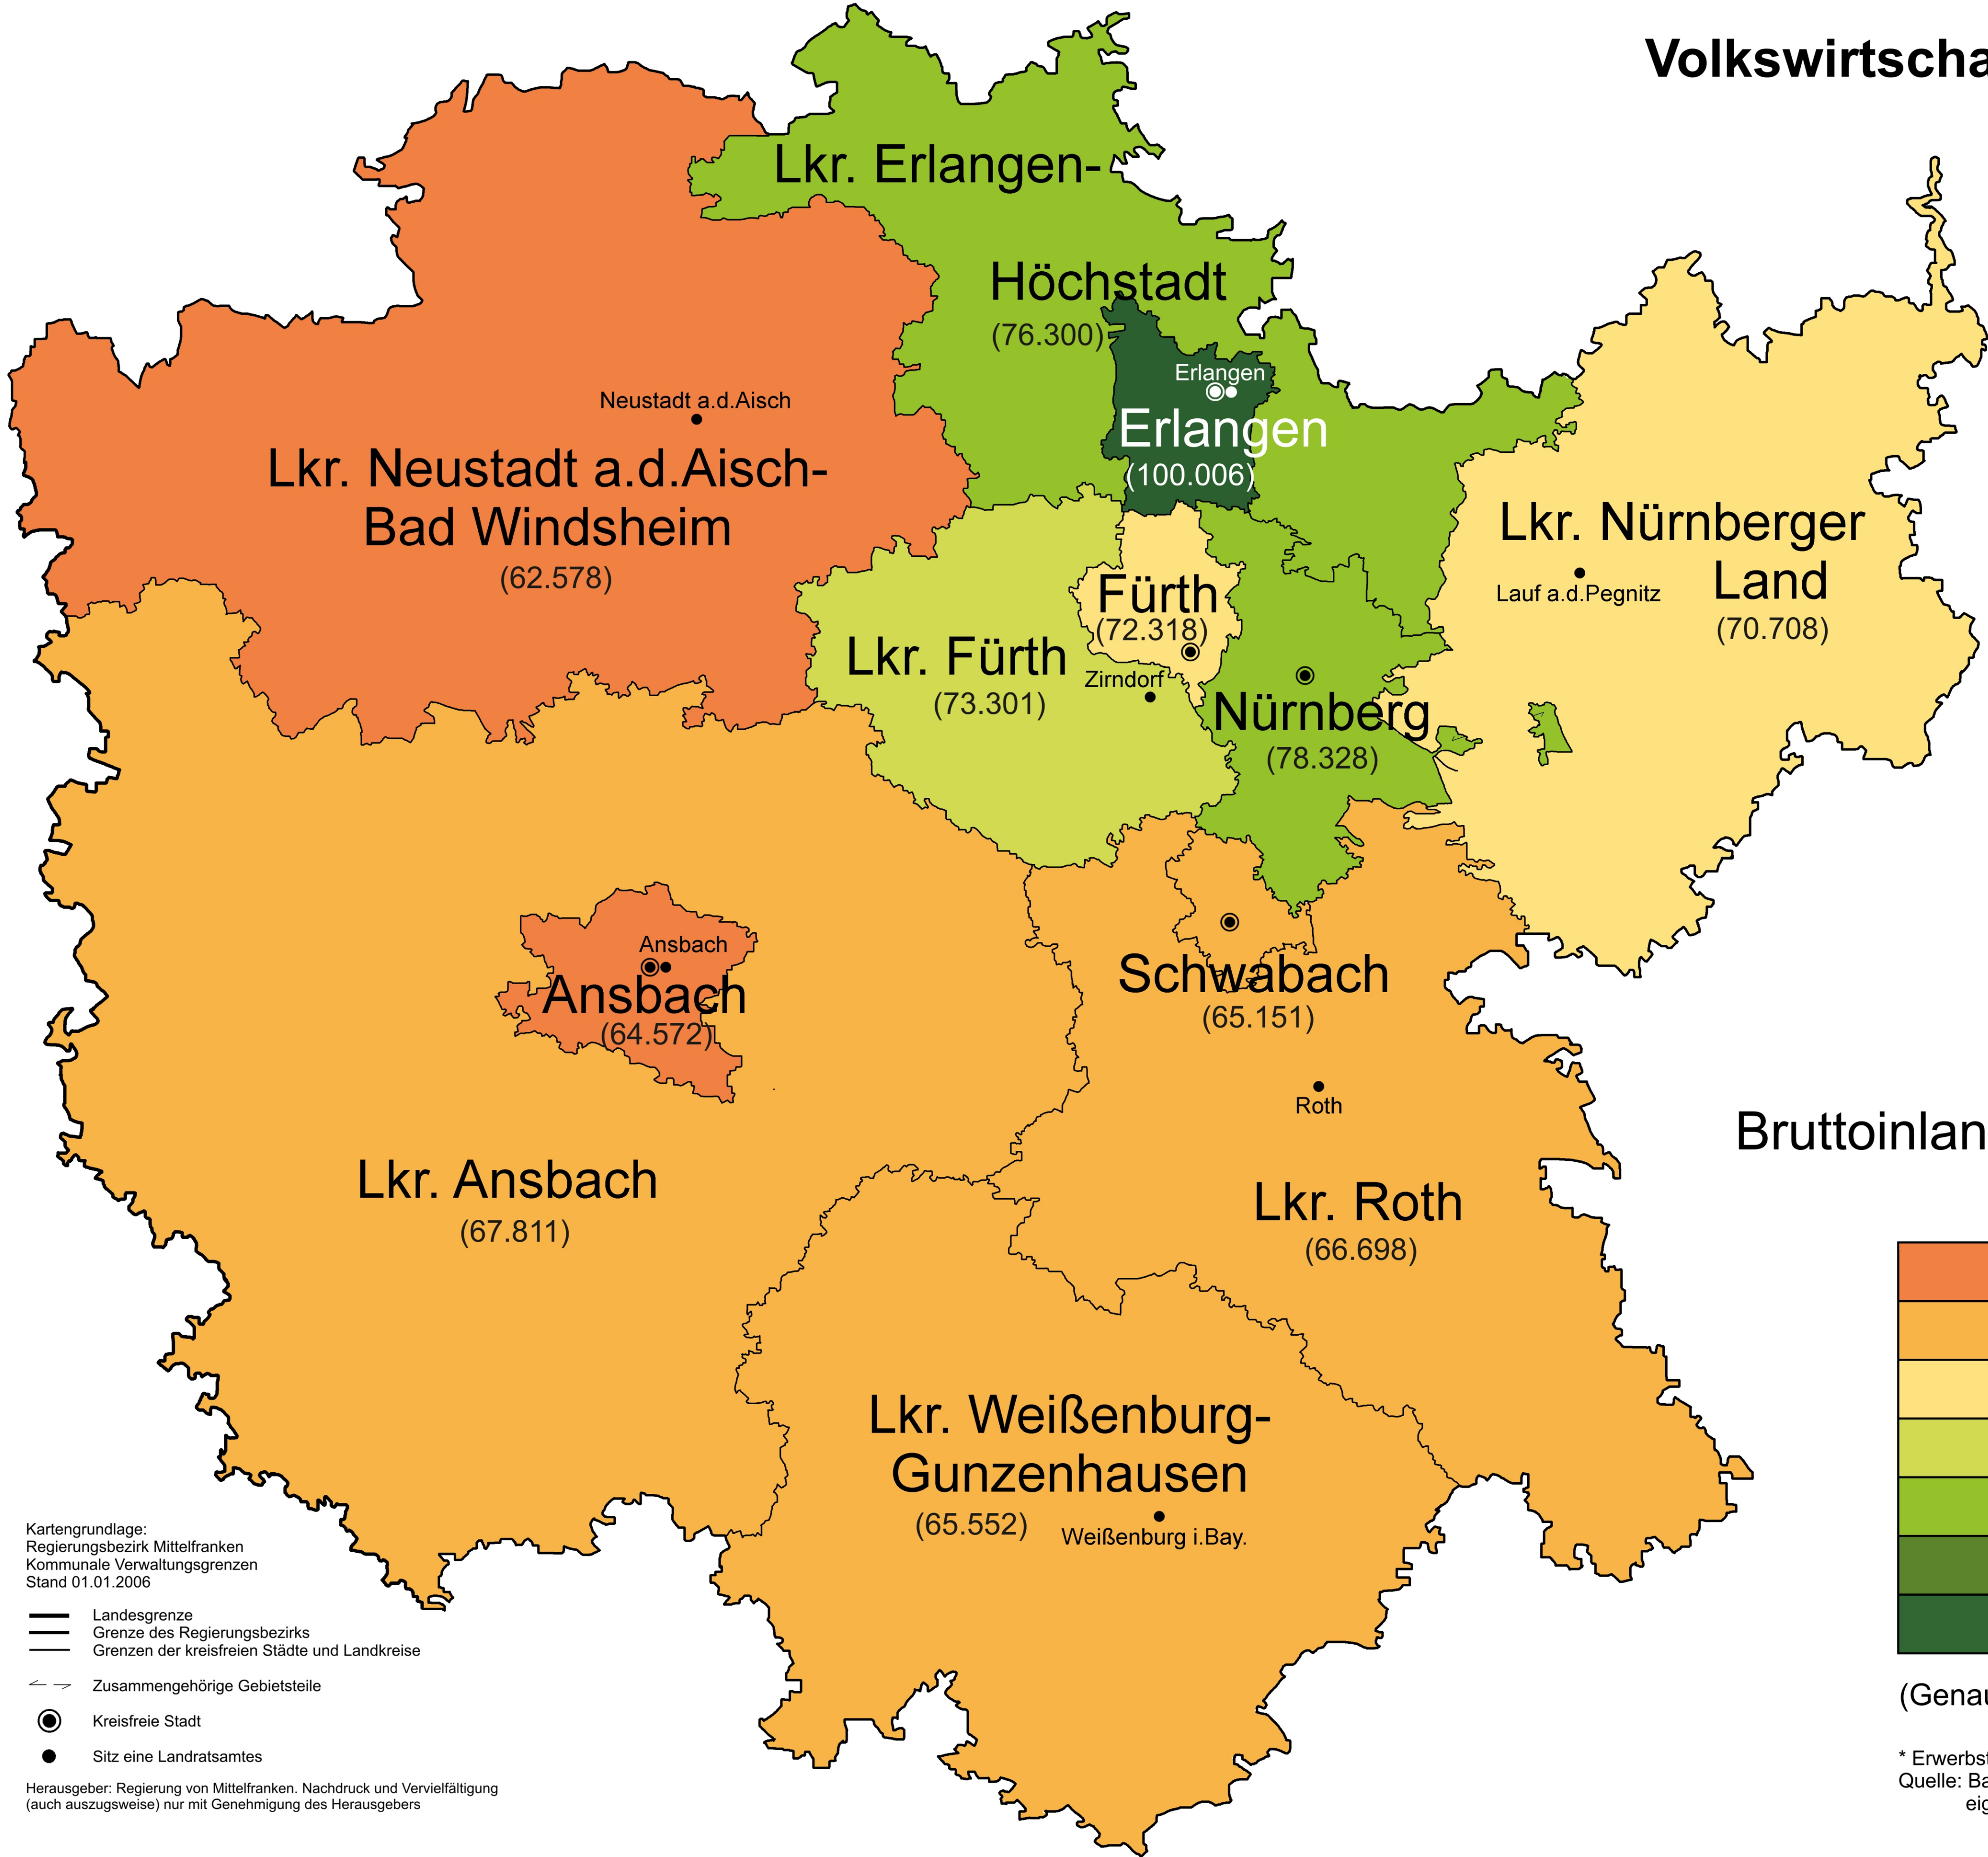 Volkswirtscha
Lkr. Erlangen-
Höchstadt
(76.300)
Erlangen
Erlangen
(100.006)
Neustadt a.d.Aisch
Lkr. Neustadt a.d.Aisch-
Bad Windsheim
(62.578)
Lkr. Nürnberger
Land
Lauf a.d.Pegnitz
(70.708)
Fürth
(72.318)
Lkr. Fürth
(73.301)
Zirndorf
Nürnberg
(78.328)
Ansbach
Ansbach
(64.572)
Schwabach
(65.151)
Roth
Lkr. Roth
(66.698)
Lkr. Ansbach
(67.811)
Lkr. Weißenburg-
Gunzenhausen
(65.552)
Weißenburg i.Bay.
Bruttoinlan
(Genau
* Erwerbst
Quelle: Ba
eig
Kartengrundlage:
Regierungsbezirk Mittelfranken
Kommunale Verwaltungsgrenzen
Stand 01.01.2006
Landesgrenze
Grenze des Regierungsbezirks
Grenzen der kreisfreien Städte und Landkreise
Zusammengehörige Gebietsteile
Kreisfreie Stadt
Sitz eine Landratsamtes
Herausgeber: Regierung von Mittelfranken. Nachdruck und Vervielfältigung
(auch auszugsweise) nur mit Genehmigung des Herausgebers